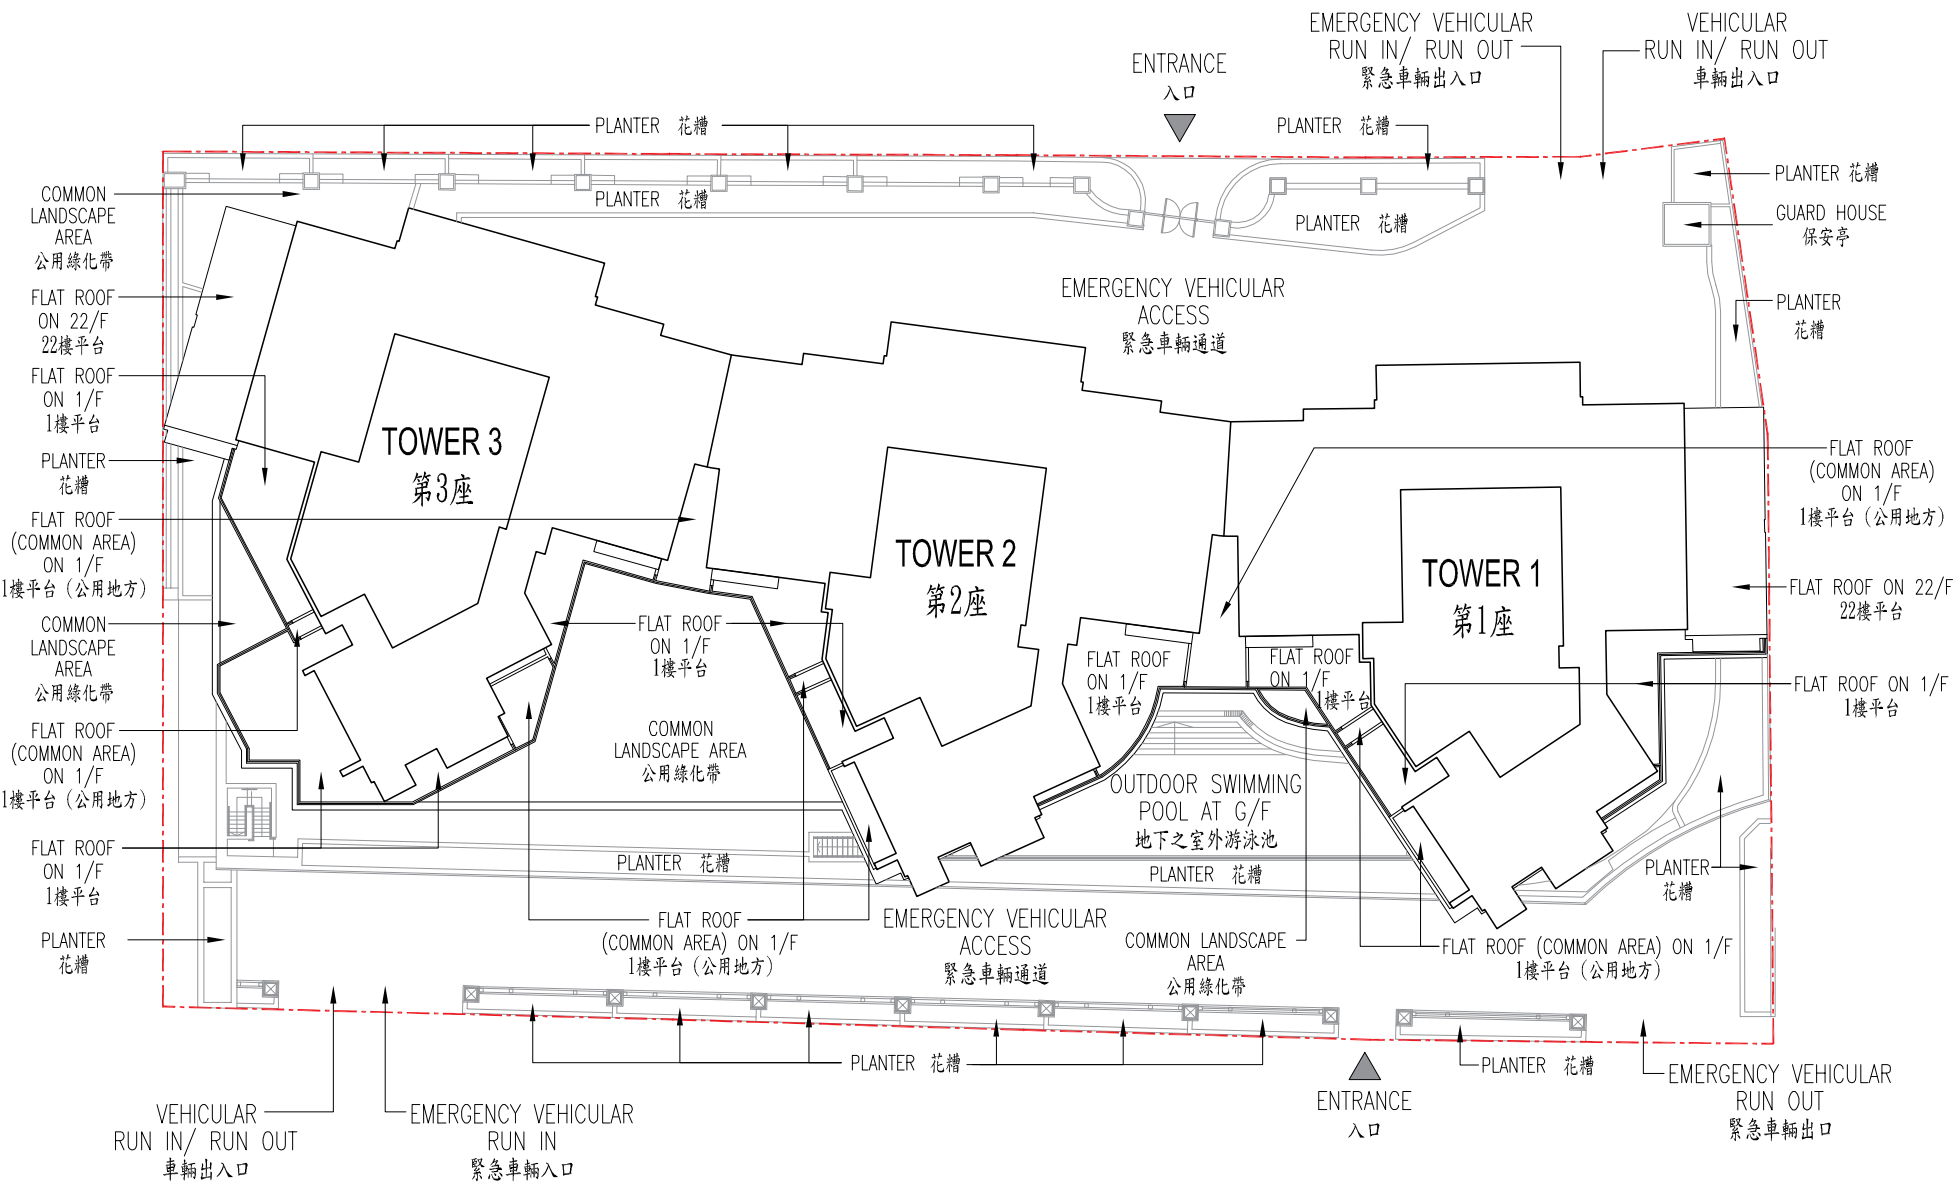 EMERGENCY VEHICULAR
RUN IN/ RUN OUT
緊急車輛出入口
VEHICULAR
RUN IN/ RUN OUT
車輛出入口
ENTRANCE
入口
PLANTER 花糟
PLANTER 花糟
COMMON
LANDSCAPE
AREA
公用綠化帶
PLANTER 花糟
PLANTER 花糟
PLANTER 花糟
GUARD HOUSE
保安亭
FLAT ROOF
ON 22/F
22樓平台
EMERGENCY VEHICULAR
ACCESS
緊急車輛通道
PLANTER
花糟
FLAT ROOF
ON 1/F
1樓平台
TOWER 3
第3座
PLANTER
花糟
FLAT ROOF
(COMMON AREA)
ON 1/F
1樓平台 (公用地方)
FLAT ROOF
(COMMON AREA)
ON 1/F
1樓平台 (公用地方)
TOWER 2
第2座
TOWER 1
第1座
FLAT ROOF ON 22/F
22樓平台
COMMON
LANDSCAPE
AREA
公用綠化帶
FLAT ROOF
ON 1/F
1樓平台
FLAT ROOF
ON 1/F
1樓平台
FLAT ROOF
ON 1/F
1樓平台
FLAT ROOF ON 1/F
1樓平台
FLAT ROOF
(COMMON AREA)
ON 1/F
1樓平台 (公用地方)
COMMON
LANDSCAPE AREA
公用綠化帶
OUTDOOR SWIMMING
POOL AT G/F
地下之室外游泳池
FLAT ROOF
ON 1/F
1樓平台
PLANTER 花糟
PLANTER 花糟
PLANTER
花糟
PLANTER
花糟
FLAT ROOF
(COMMON AREA) ON 1/F
1樓平台 (公用地方)
EMERGENCY VEHICULAR
ACCESS
緊急車輛通道
COMMON LANDSCAPE
AREA
公用綠化帶
FLAT ROOF (COMMON AREA) ON 1/F
1樓平台 (公用地方)
PLANTER 花糟
PLANTER 花糟
VEHICULAR
RUN IN/ RUN OUT
車輛出入口
EMERGENCY VEHICULAR
RUN IN
緊急車輛入口
ENTRANCE
入口
EMERGENCY VEHICULAR
RUN OUT
緊急車輛出口